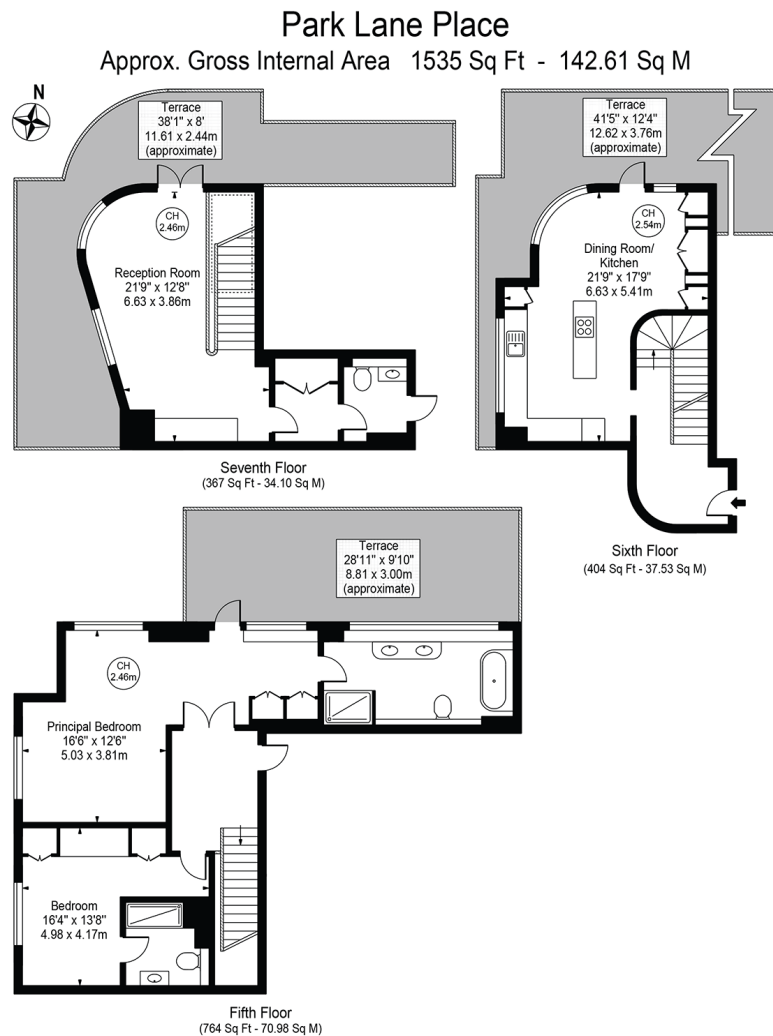 Park Lane Place
Approx. Gross Internal Area 1535 Sq Ft - 142.61 Sq M
N
Terrace
38'1" x 8'
11.61 x 2.44m
(approximate)
CH
2.46m
Reception Room
21'9" x 12'8"
6.63 x 3.86m
Seventh Floor
(367 Sq Ft - 34.10 Sq M)
Terrace
41'5" x 12'4"
12.62 x 3.76m
(approximate)
CH
2.54m
Dining Room/
Kitchen
21'9" x 17'9"
6.63 x 5.41m
Sixth Floor
(404 Sq Ft - 37.53 Sq M)
Terrace
28'11" x 9'10"
8.81 x 3.00m
(approximate)
CH
2.46m
Principal Bedroom
16'6" x 12'6"
5.03 x 3.81m
Bedroom
16'4" x 13'8"
4.98 x 4.17m
Fifth Floor
(764 Sq Ft - 70.98 Sq M)